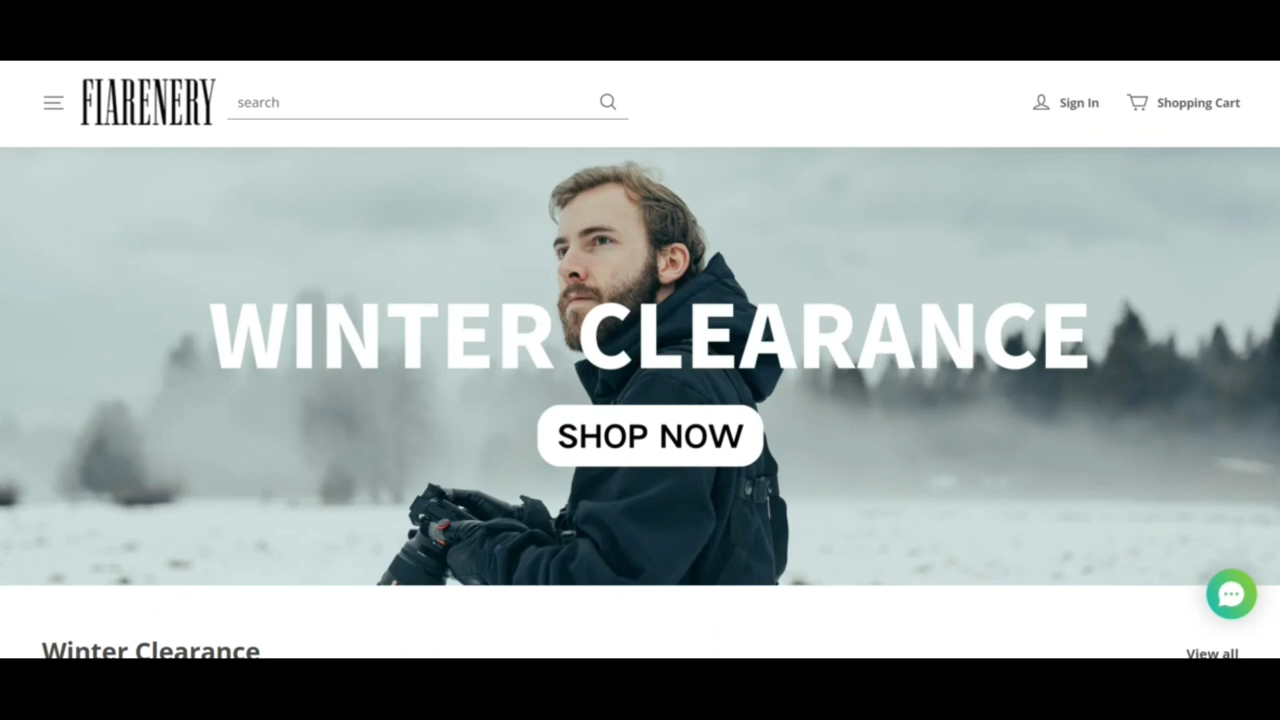 FIARENERY
search
Sign In
Shopping Cart
WINTER CLEARANCE
SHOP NOW
Winter Clearance
View all